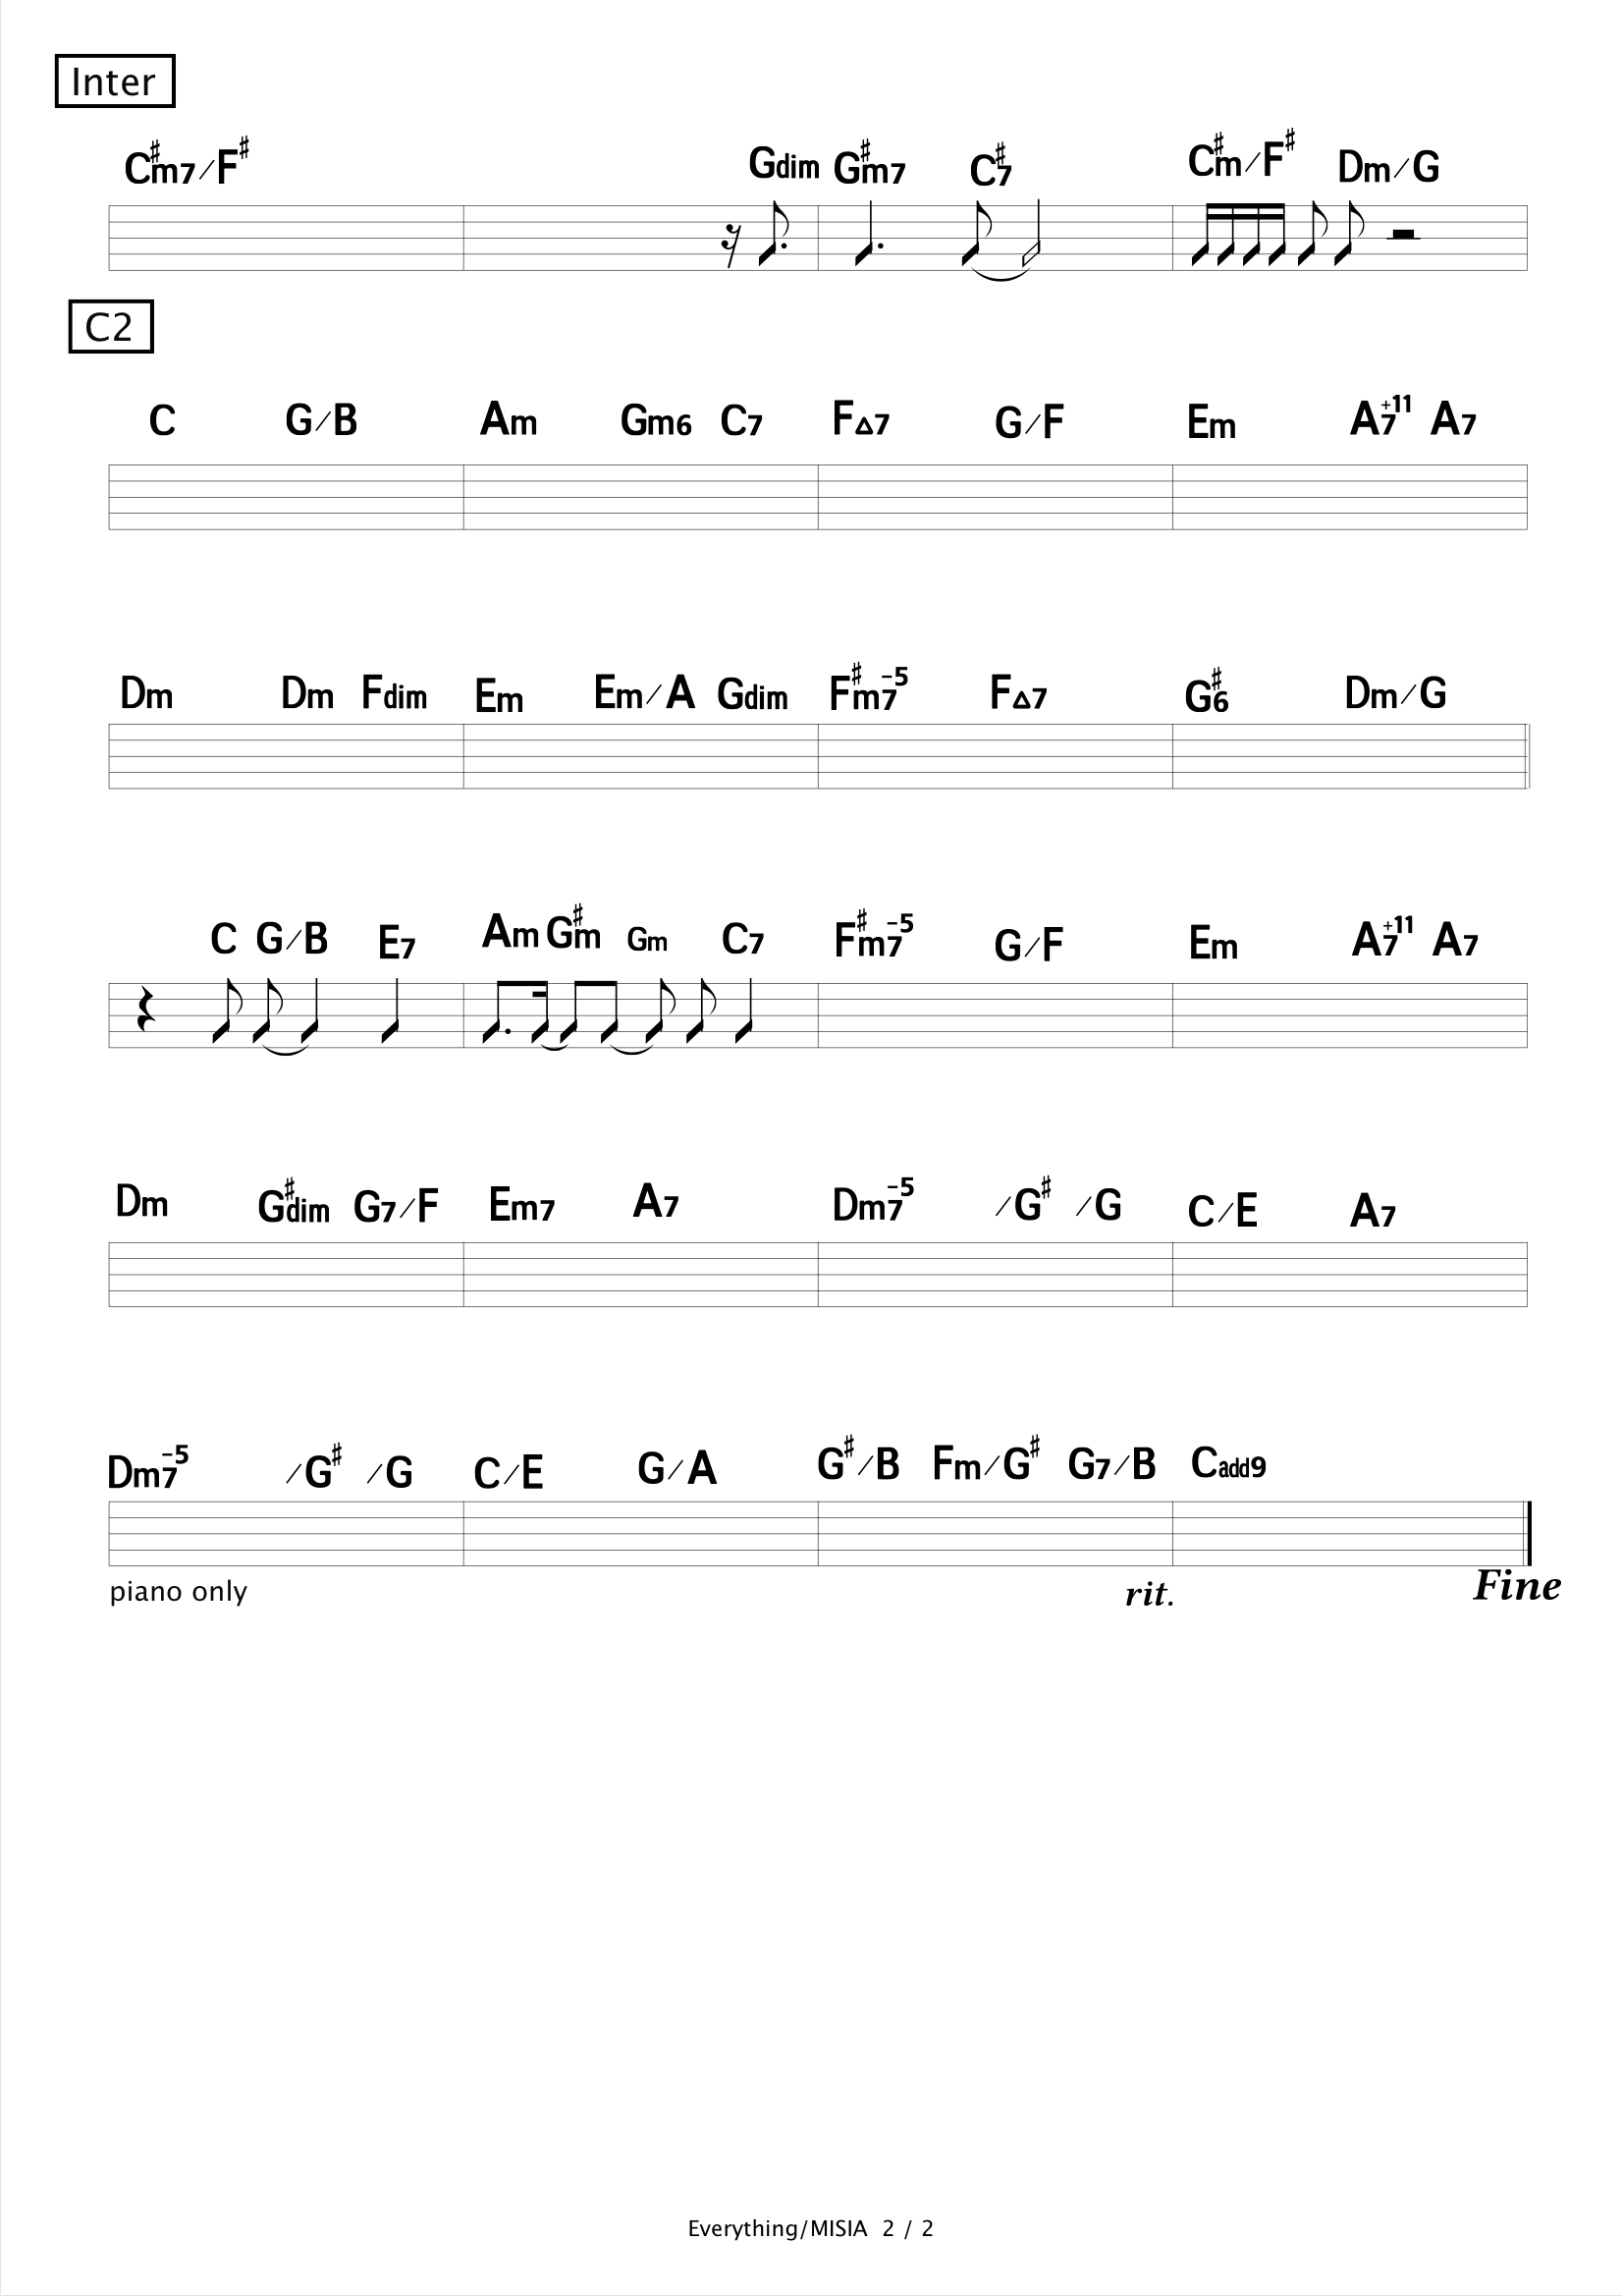 Inter
C♯m7/F♯ Gdim G♯m7 C♯7 C♯m/F♯ Dm/G
C2
C G/B Am Gm6 C7 F△7 G/F Em A7+11 A7
Dm Dm Fdim Em Em/A Gdim F♯m7-5 F△7 G♯6 Dm/G
C G/B E7 Am G♯m Gm C7 F♯m7-5 G/F Em A7+11 A7
Dm G♯dim G7/F Em7 A7 Dm7-5 /G♯ /G C/E A7
Dm7-5 /G♯ /G C/E G/A G♯/B Fm/G♯ G7/B Cadd9
piano only rit. Fine
Everything/MISIA 2 / 2